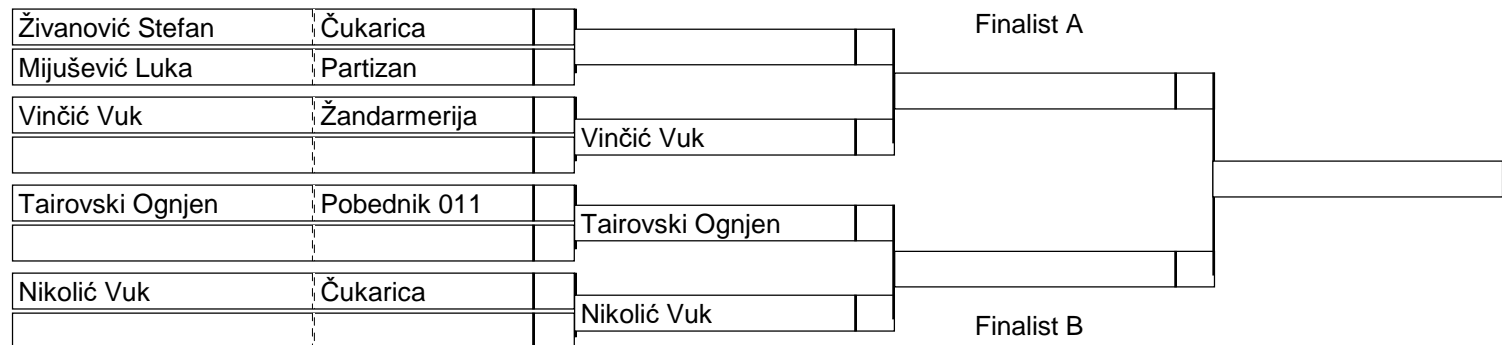 Živanović Stefan Čukarica
Finalist A
Mijušević Luka Partizan
Vinčić Vuk Žandarmerija
Vinčić Vuk
Tairovski Ognjen Pobednik 011
Tairovski Ognjen
Nikolić Vuk Čukarica
Nikolić Vuk
Finalist B